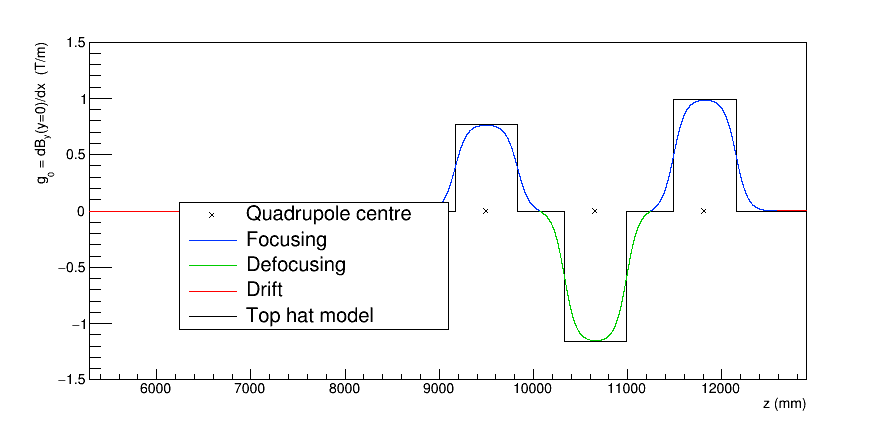 g0 = dBy(y=0)/dx (T/m)
1.5
1
0.5
0
−0.5
−1
−1.5
Quadrupole centre
Focusing
Defocusing
Drift
Top hat model
6000 7000 8000 9000 10000 11000 12000
z (mm)